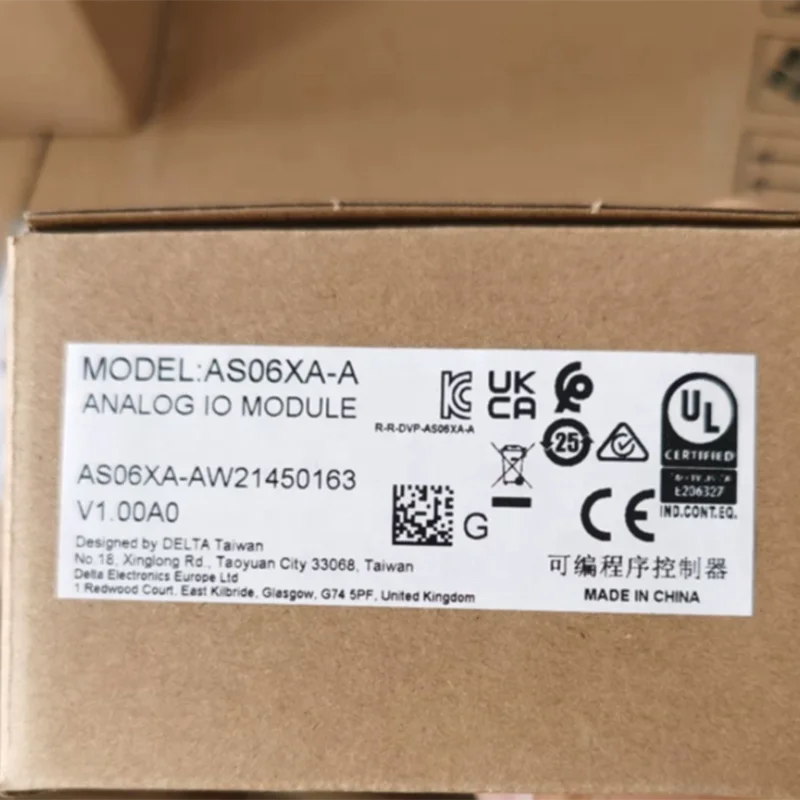 MODEL:AS06XA-A
ANALOG IO MODULE
R-R-DVP-AS06XA-A
UK
CA
25
UL
CERTIFIED
E206327
IND.CONT.EQ.
AS06XA-AW21450163
V1.00A0
G
CE
Designed by DELTA Taiwan
No.18, Xinglong Rd., Taoyuan City 33068, Taiwan
Delta Electronics Europe Ltd
1 Redwood Court, East Kilbride, Glasgow, G74 5PF, United Kingdom
可编程序控制器
MADE IN CHINA